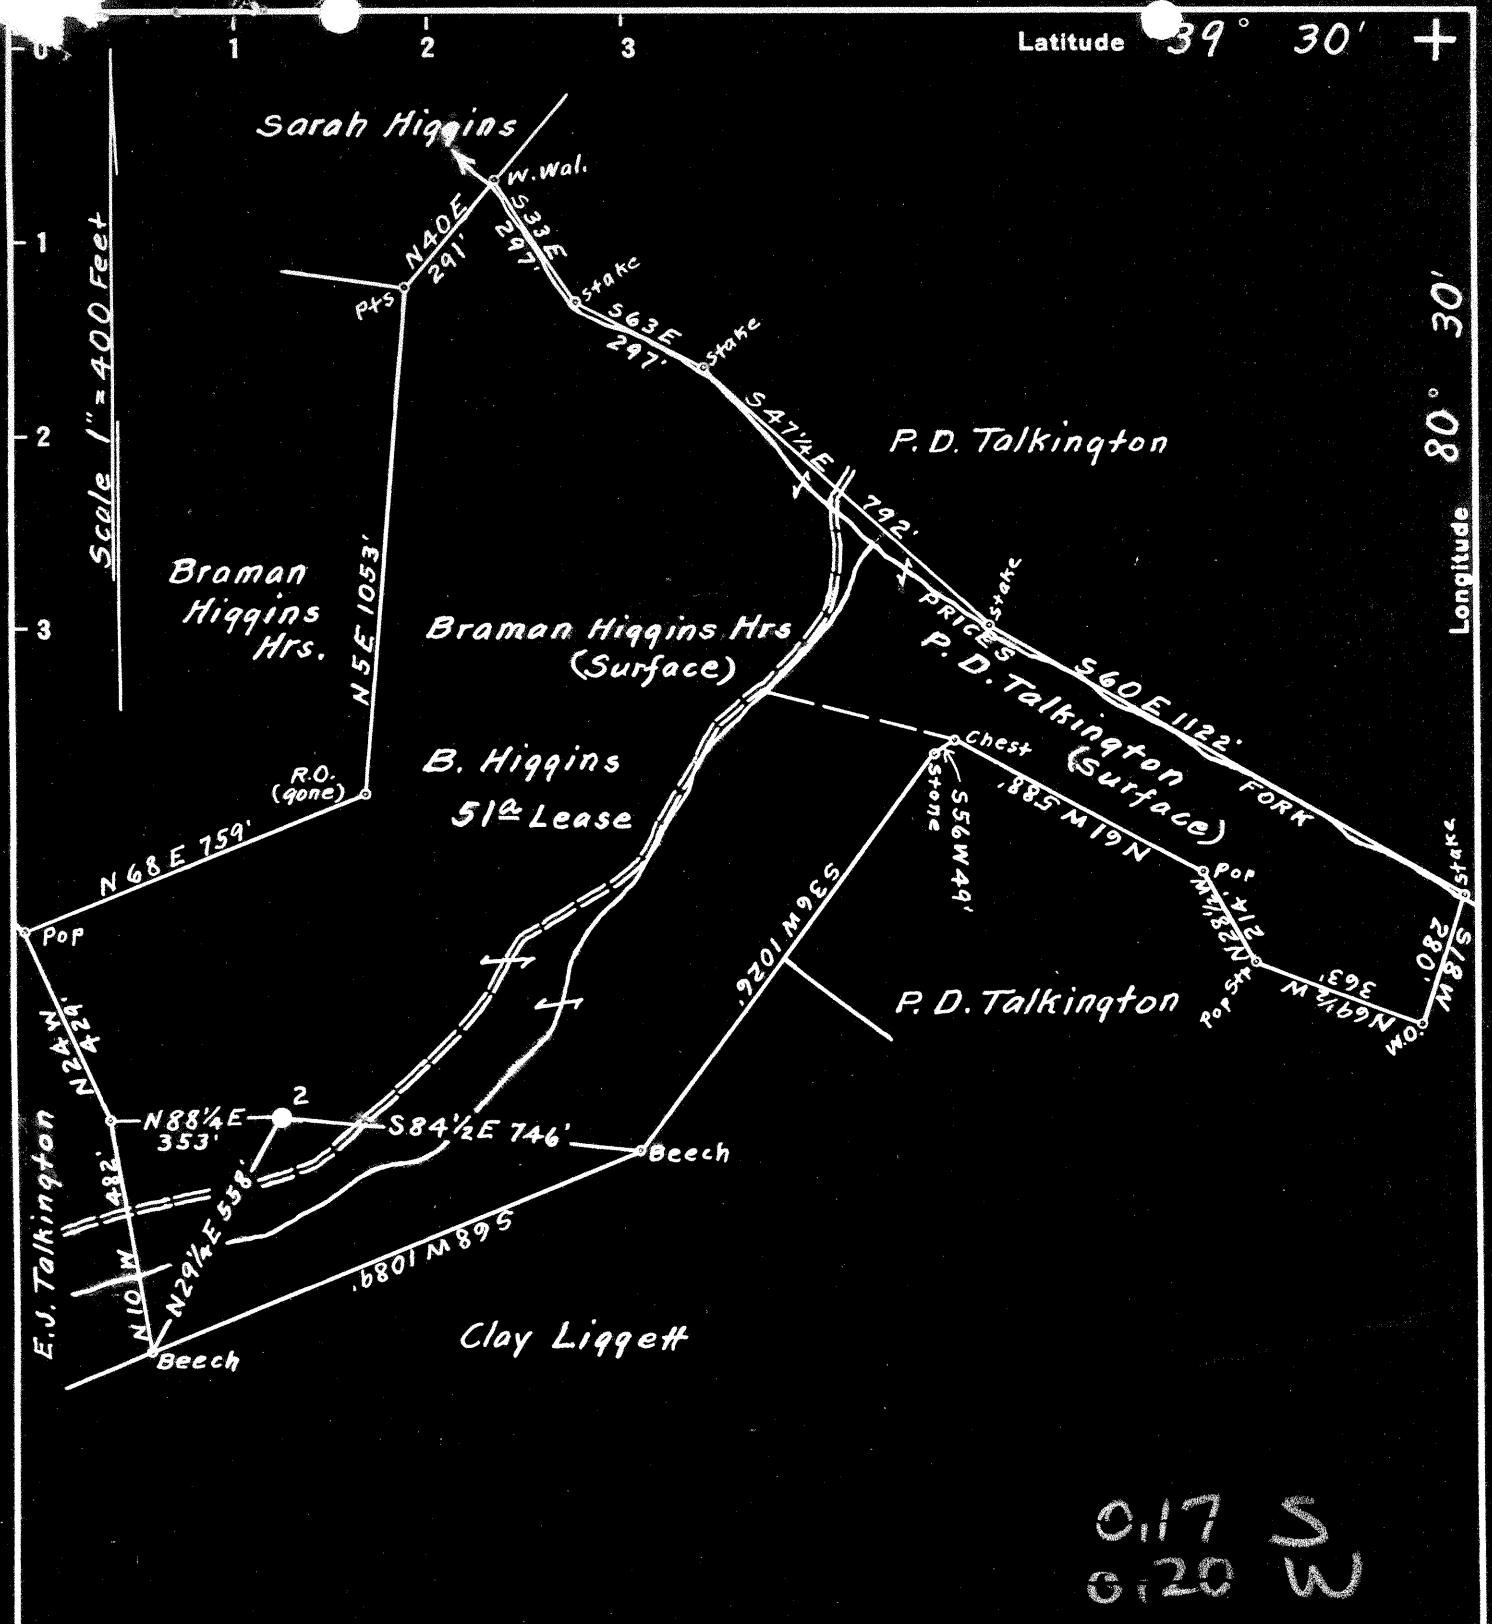 0 1 2 3
Latitude 39° 30'
Sarah Higgins
W. Wal.
N40E
291'
S33E
297'
Stake
Pts
S63E
297'
Stake
1
2
3
Scale 1" = 400 Feet
80° 30'
Longitude
S47¼E
792'
P. D. Talkington
Stake
Braman
Higgins
Hrs.
N5E 1053'
Braman Higgins Hrs
(Surface)
PRICES
FORK
P. D. Talkington
(Surface)
S60E 1122'
B. Higgins
51a Lease
R.O.
(gone)
N 68 E 759'
Pop
Chest
Stone
S56W 49'
N61W 588'
Pop
214'
N28½W
Pop Str
363'
N69½W
Stake
S18W
280'
W.O.
S36W 1026'
P. D. Talkington
N24W
429'
2
N88¼E
353'
S84½E 746'
Beech
E.J. Talkington
482'
N10W
N29¼E 558'
S68W 1089'
Beech
Clay Liggett
0.17 S
0.20 W